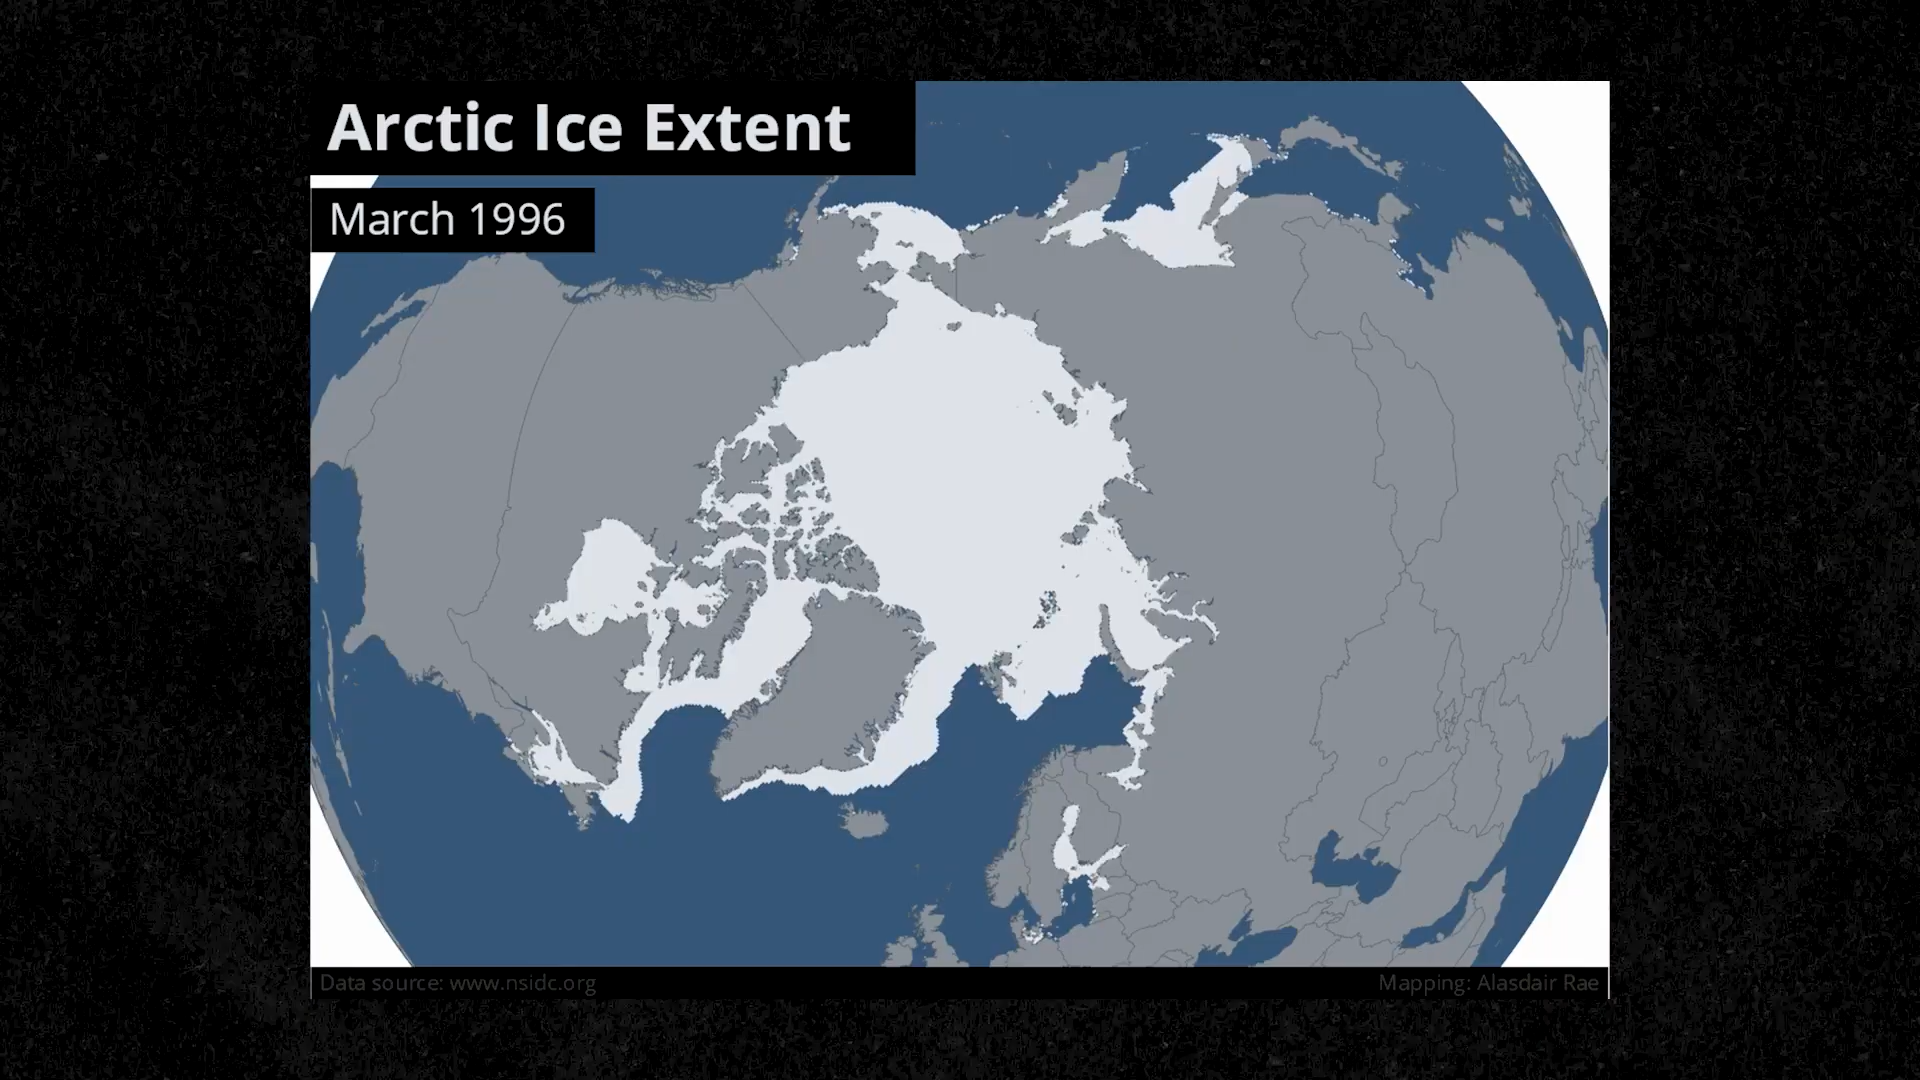 Arctic Ice Extent
March 1996
Data source: www.nsidc.org
Mapping: Alasdair Rae